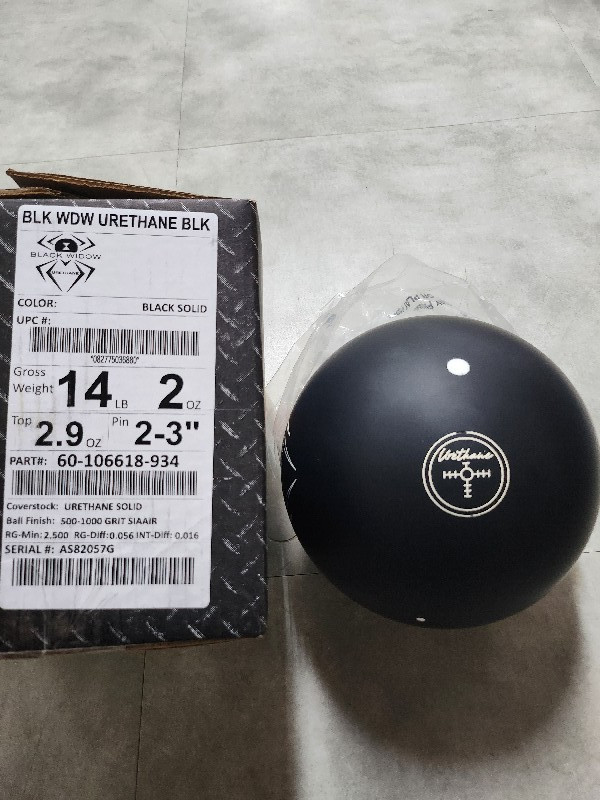 BLK WDW URETHANE BLK
BLACK WIDOW
URETHANE
COLOR: BLACK SOLID
UPC #:
*082775036880*
Gross Weight 14 LB 2 OZ
Top 2.9 OZ Pin 2-3"
PART#: 60-106618-934
Coverstock: URETHANE SOLID
Ball Finish: 500-1000 GRIT SIAAIR
RG-Min: 2.500 RG-Diff: 0.056 INT-Diff: 0.016
SERIAL #: AS82057G
Urethane